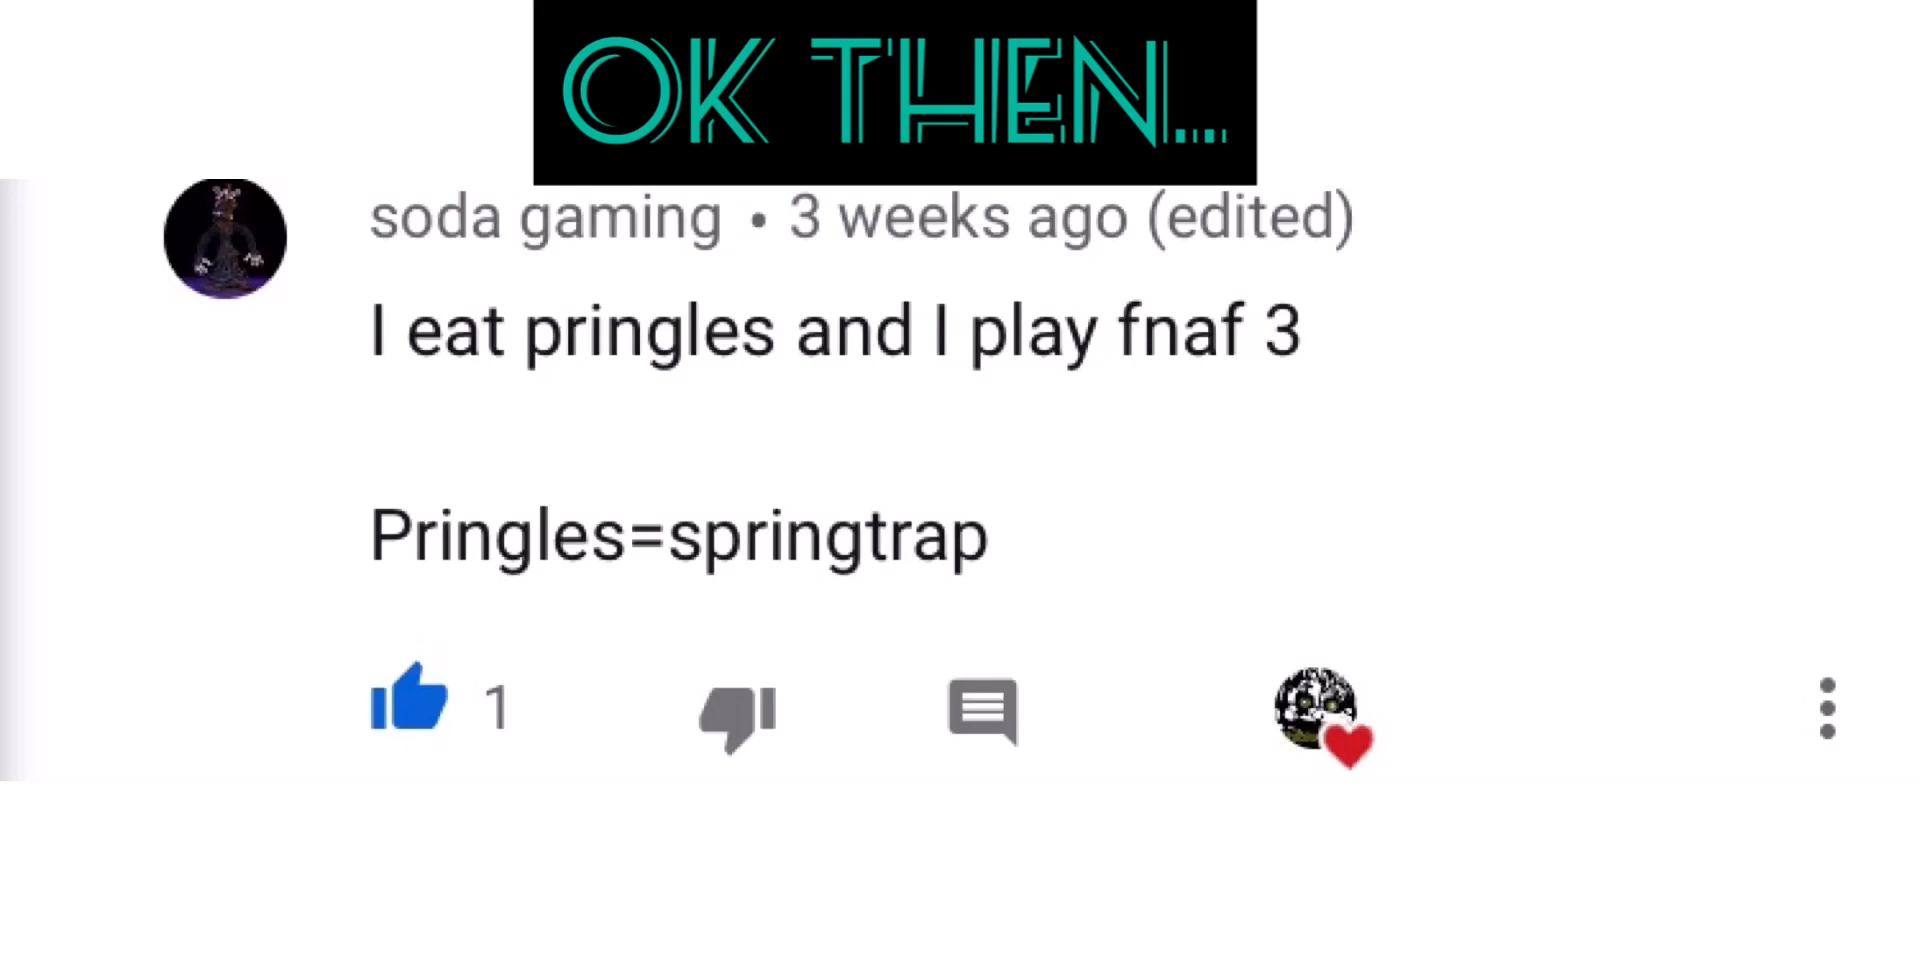 OK THEN...
soda gaming • 3 weeks ago (edited)
I eat pringles and I play fnaf 3
Pringles=springtrap
1